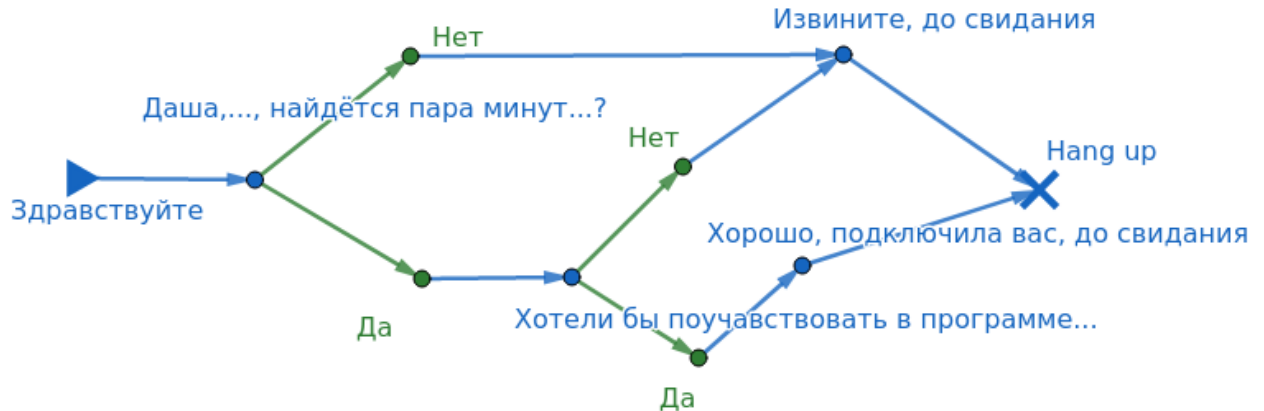 Извините, до свидания
Нет
Даша,..., найдётся пара минут...?
Нет
Hang up
Здравствуйте
Хорошо, подключила вас, до свидания
Хотели бы поучавствовать в программе...
Да
Да